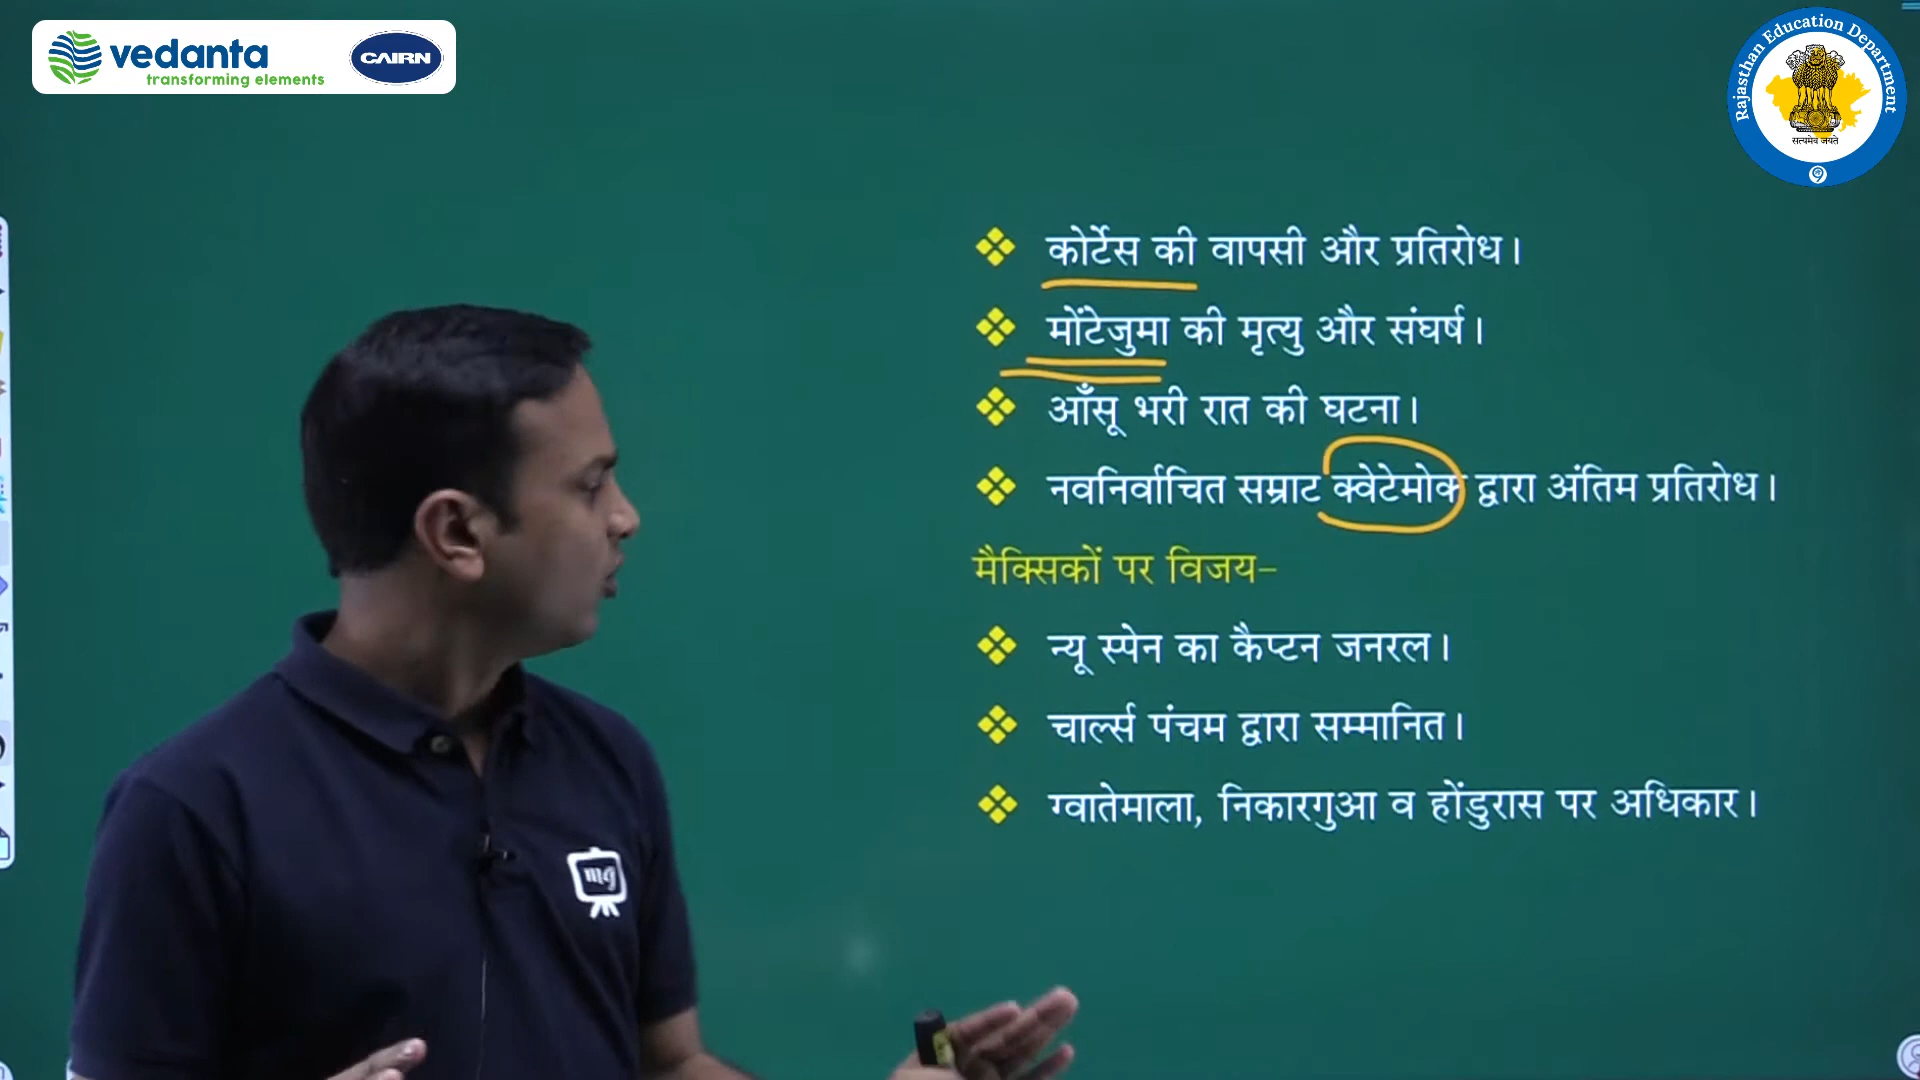 vedanta
transforming elements
CAIRN
Rajasthan Education Department
सत्यमेव जयते
❖ कोर्टेस की वापसी और प्रतिरोध।
❖ मोंटेजुमा की मृत्यु और संघर्ष।
❖ आँसू भरी रात की घटना।
❖ नवनिर्वाचित सम्राट क्वेटेमोक द्वारा अंतिम प्रतिरोध।
मैक्सिकों पर विजय–
❖ न्यू स्पेन का कैप्टन जनरल।
❖ चार्ल्स पंचम द्वारा सम्मानित।
❖ ग्वातेमाला, निकारगुआ व होंडुरास पर अधिकार।
mg